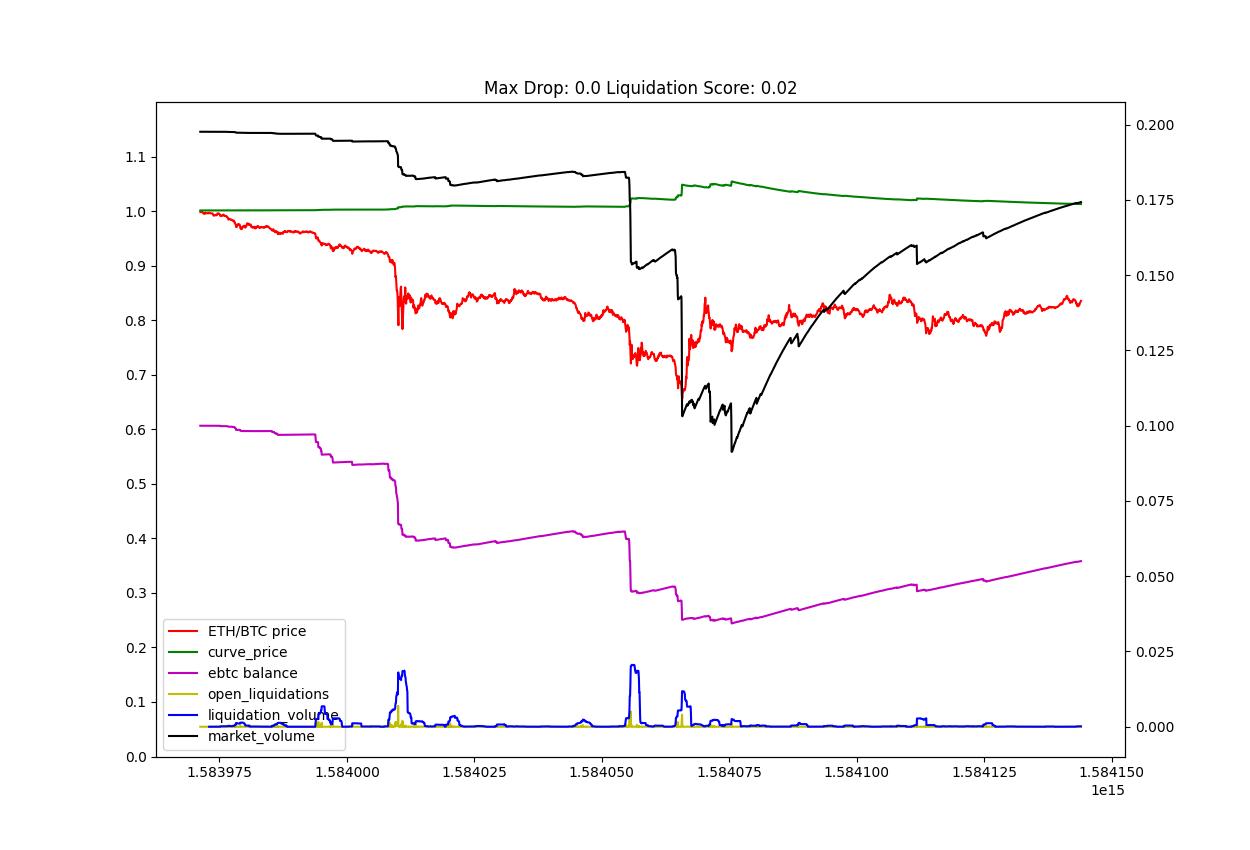 Max Drop: 0.0 Liquidation Score: 0.02
1.1
1.0
0.9
0.8
0.7
0.6
0.5
0.4
0.3
0.2
0.1
0.0
0.200
0.175
0.150
0.125
0.100
0.075
0.050
0.025
0.000
ETH/BTC price
curve_price
ebtc balance
open_liquidations
liquidation_volume
market_volume
1.583975 1.584000 1.584025 1.584050 1.584075 1.584100 1.584125 1.584150
1e15